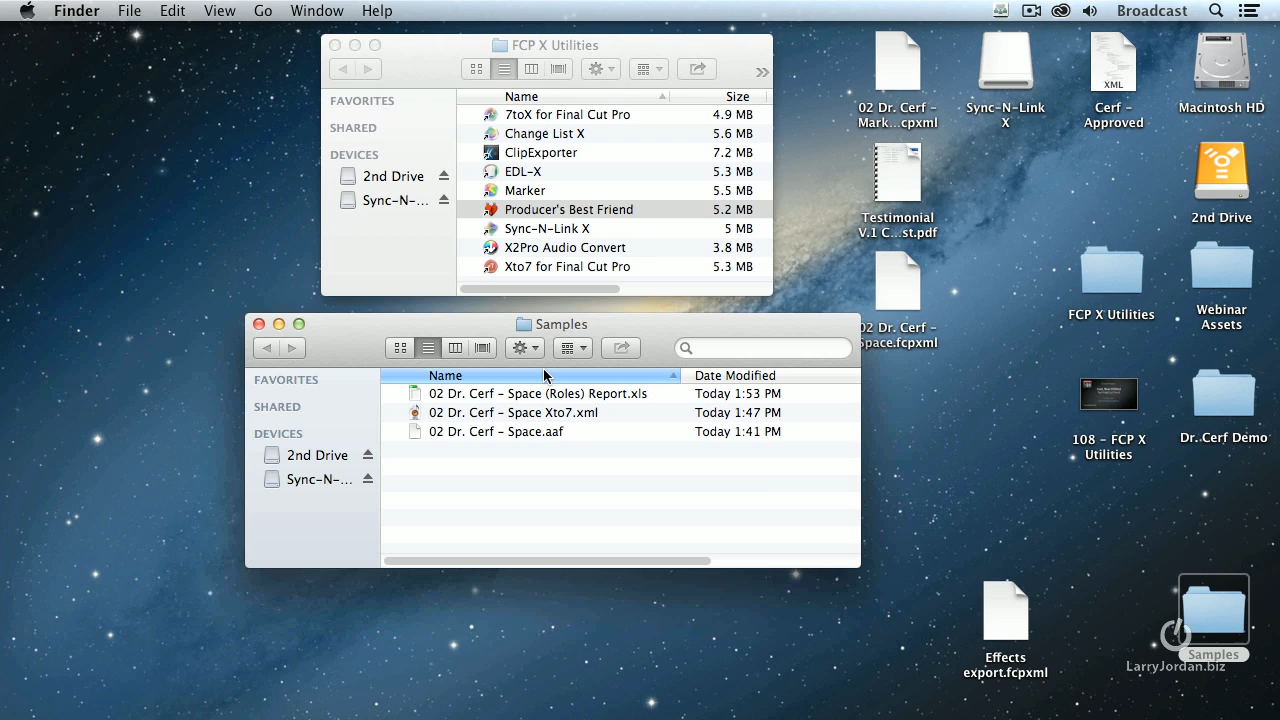 Finder File Edit View Go Window Help Broadcast
FCP X Utilities
FAVORITES
SHARED
DEVICES
2nd Drive
Sync-N-...
Name Size
7toX for Final Cut Pro 4.9 MB
Change List X 5.6 MB
ClipExporter 7.2 MB
EDL-X 5.3 MB
Marker 5.5 MB
Producer's Best Friend 5.2 MB
Sync-N-Link X 5 MB
X2Pro Audio Convert 3.8 MB
Xto7 for Final Cut Pro 5.3 MB
Samples
FAVORITES
SHARED
DEVICES
2nd Drive
Sync-N-...
Name Date Modified
02 Dr. Cerf – Space (Roles) Report.xls Today 1:53 PM
02 Dr. Cerf – Space Xto7.xml Today 1:47 PM
02 Dr. Cerf – Space.aaf Today 1:41 PM
02 Dr. Cerf –
Mark...cpxml
Sync-N-Link
X
XML
Cerf –
Approved
Macintosh HD
Testimonial
V.1 C...st.pdf
2nd Drive
02 Dr. Cerf –
Space.fcpxml
FCP X Utilities
Webinar
Assets
108 – FCP X
Utilities
Dr. Cerf Demo
Effects
export.fcpxml
Samples
LarryJordan.biz